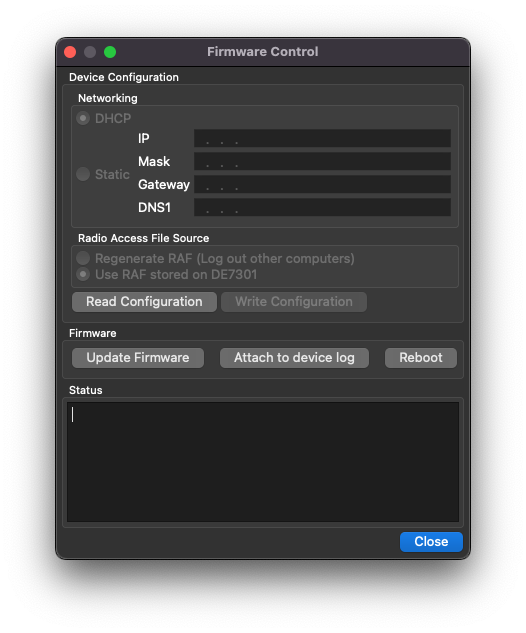 Firmware Control
Device Configuration
Networking
DHCP
IP . . .
Mask . . .
Static
Gateway . . .
DNS1 . . .
Radio Access File Source
Regenerate RAF (Log out other computers)
Use RAF stored on DE7301
Read Configuration Write Configuration
Firmware
Update Firmware Attach to device log Reboot
Status
Close